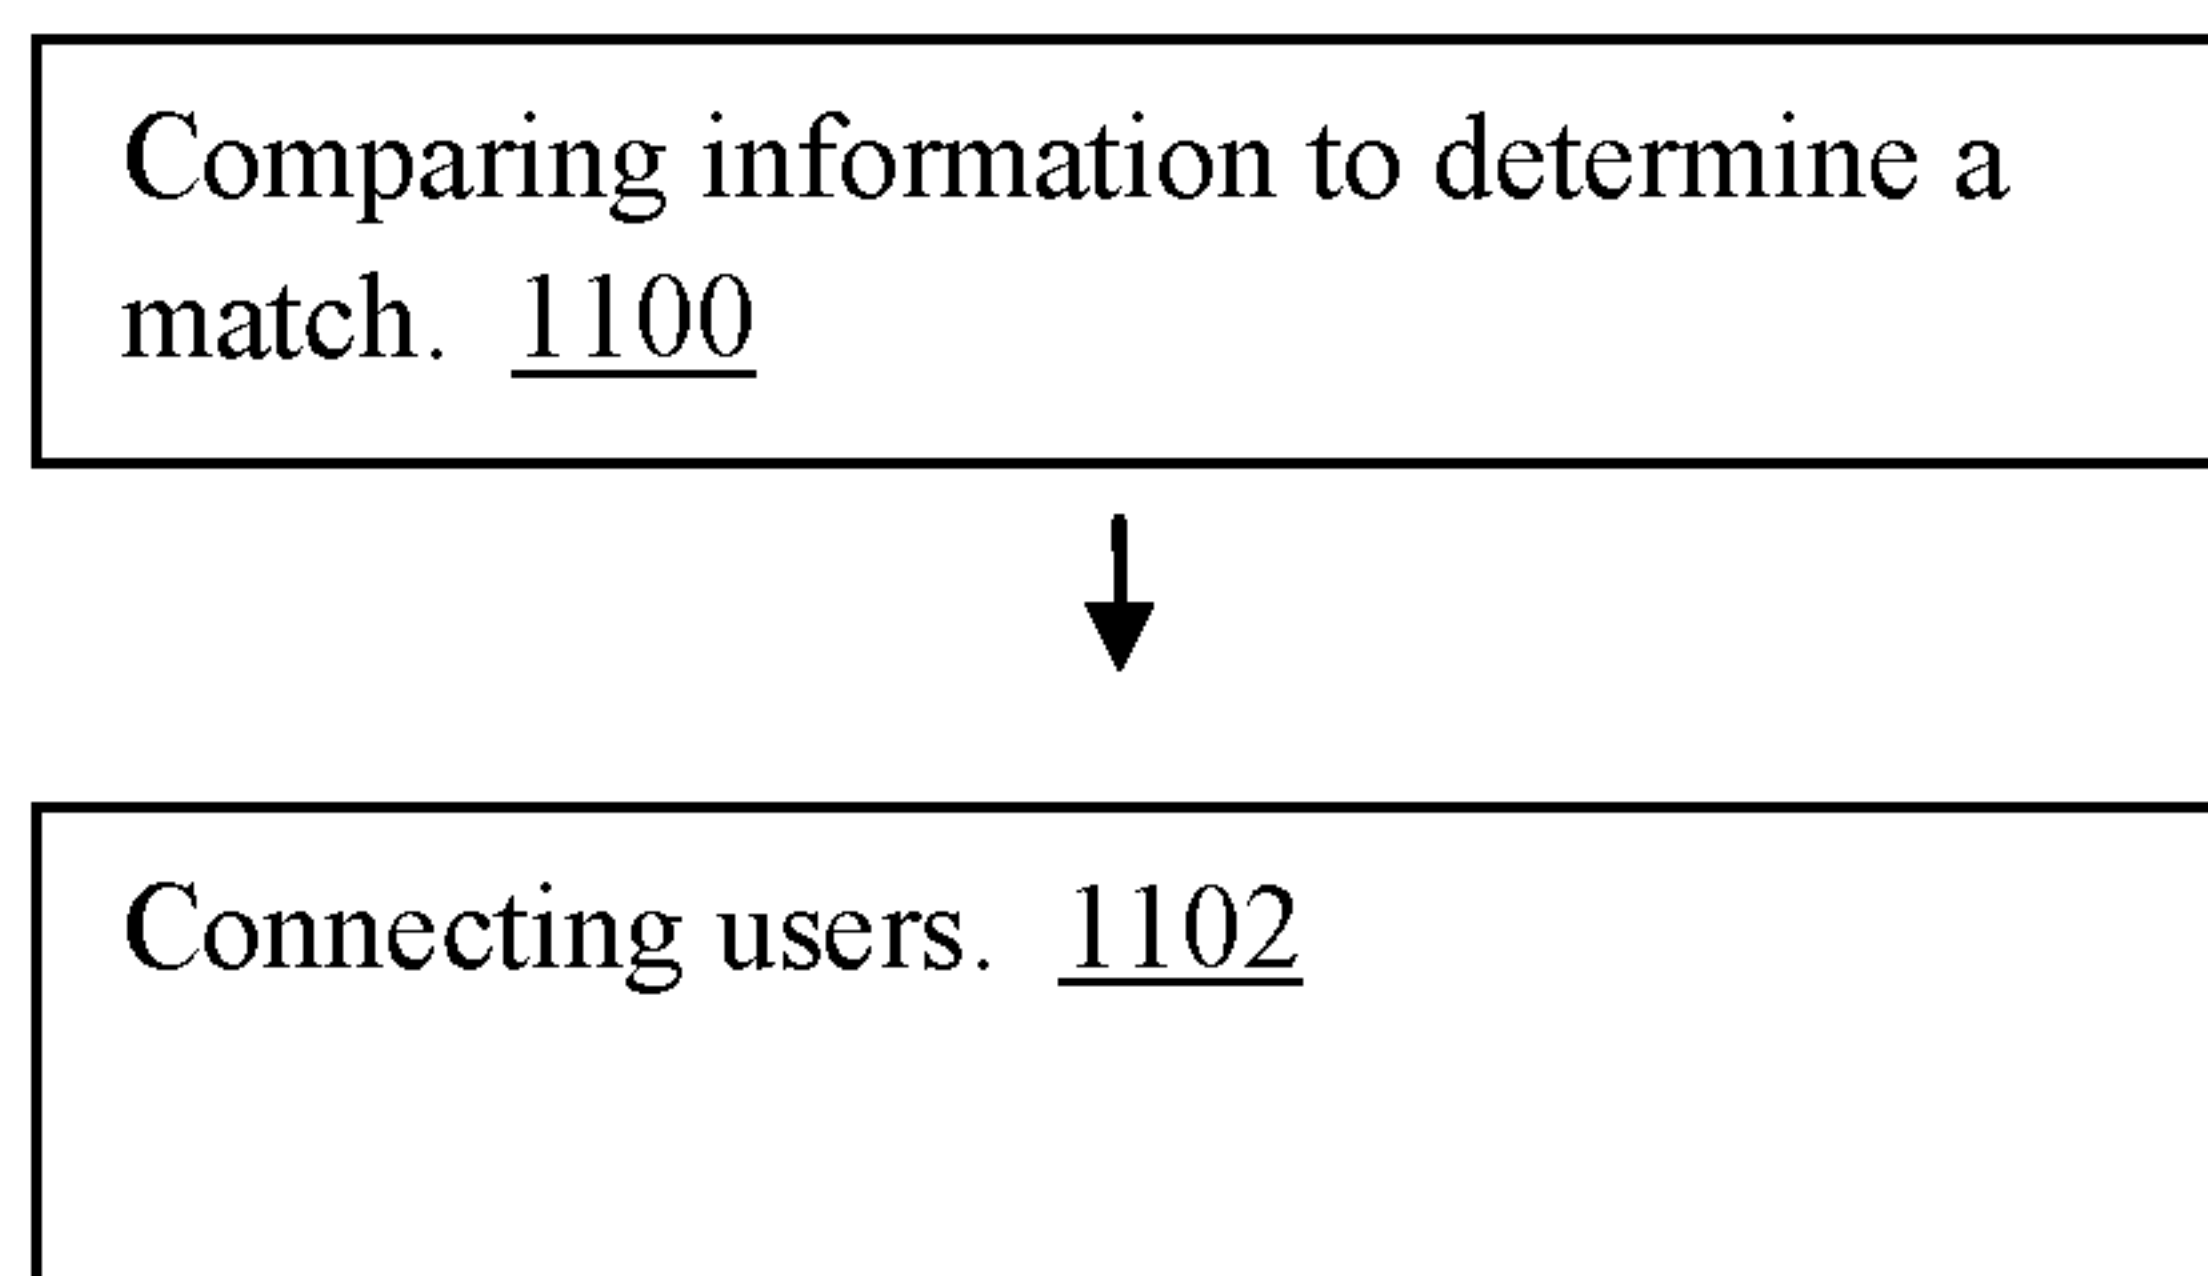 Comparing information to determine a
match. 1100
Connecting users. 1102